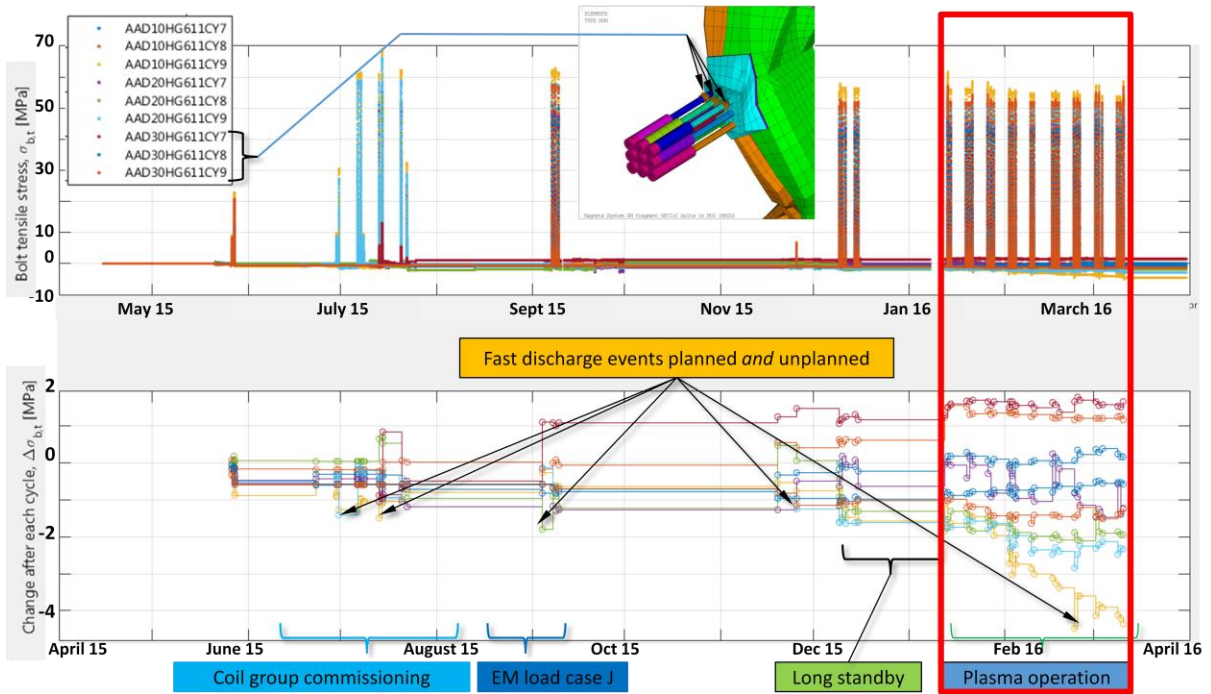 70
50
30
10
0
-10
Bolt tensile stress, σb,t [MPa]
AAD10HG611CY7
AAD10HG611CY8
AAD10HG611CY9
AAD20HG611CY7
AAD20HG611CY8
AAD20HG611CY9
AAD30HG611CY7
AAD30HG611CY8
AAD30HG611CY9
ELEMENTS
TYPE NUM
May 15
July 15
Sept 15
Nov 15
Jan 16
March 16
Fast discharge events planned and unplanned
2
0
-2
-4
Change after each cycle, Δσb,t [MPa]
April 15
June 15
August 15
Oct 15
Dec 15
Feb 16
April 16
Coil group commissioning
EM load case J
Long standby
Plasma operation